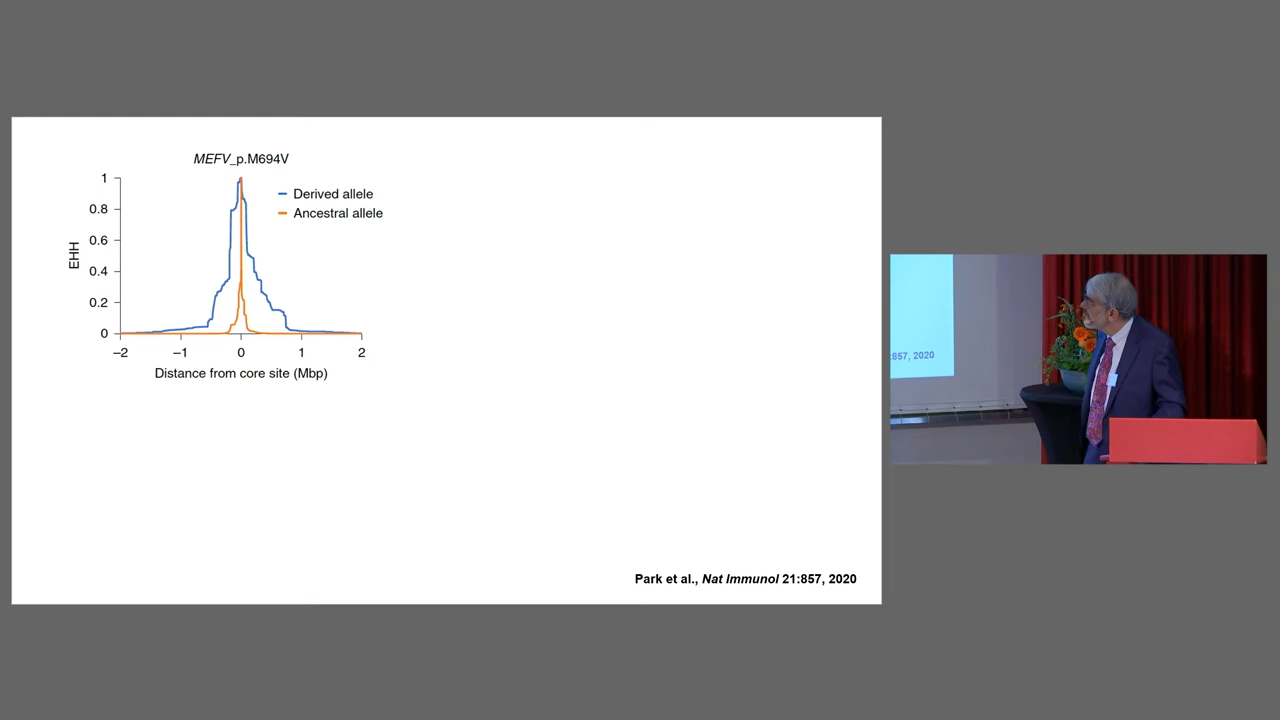 MEFV_p.M694V
1
0.8
0.6
0.4
0.2
0
EHH
Derived allele
Ancestral allele
–2 –1 0 1 2
Distance from core site (Mbp)
Park et al., Nat Immunol 21:857, 2020
:857, 2020